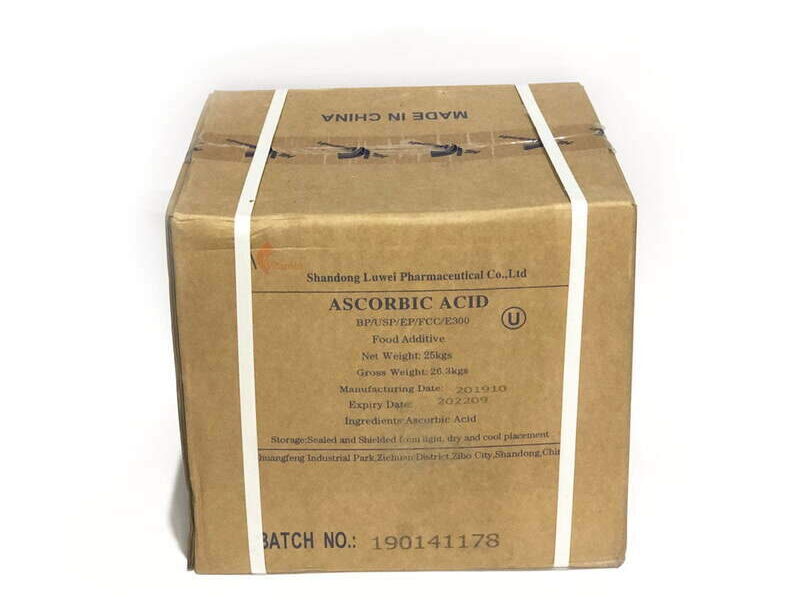 MADE IN CHINA
Shandong Luwei Pharmaceutical Co.,Ltd
ASCORBIC ACID
BP/USP/EP/FCC/E300
U
Food Additive
Net Weight: 25kgs
Gross Weight: 26.3kgs
Manufacturing Date: 201910
Expiry Date: 202209
Ingredients:Ascorbic Acid
Storage:Sealed and Shielded from light, dry and cool placement
Industrial Park,Zichuan District,Zibo City,Shandong,
BATCH NO.: 190141178